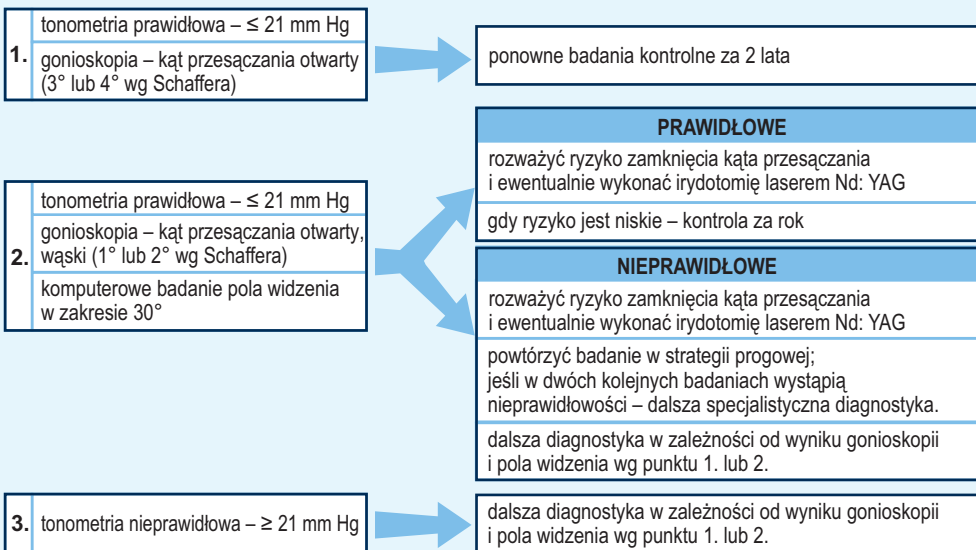 1.
tonometria prawidłowa – ≤ 21 mm Hg
gonioskopia – kąt przesączania otwarty
(3° lub 4° wg Schaffera)
ponowne badania kontrolne za 2 lata
2.
tonometria prawidłowa – ≤ 21 mm Hg
gonioskopia – kąt przesączania otwarty,
wąski (1° lub 2° wg Schaffera)
komputerowe badanie pola widzenia
w zakresie 30°
PRAWIDŁOWE
rozważyć ryzyko zamknięcia kąta przesączania
i ewentualnie wykonać irydotomię laserem Nd: YAG
gdy ryzyko jest niskie – kontrola za rok
NIEPRAWIDŁOWE
rozważyć ryzyko zamknięcia kąta przesączania
i ewentualnie wykonać irydotomię laserem Nd: YAG
powtórzyć badanie w strategii progowej;
jeśli w dwóch kolejnych badaniach wystąpią
nieprawidłowości – dalsza specjalistyczna diagnostyka.
dalsza diagnostyka w zależności od wyniku gonioskopii
i pola widzenia wg punktu 1. lub 2.
3.
tonometria nieprawidłowa – ≥ 21 mm Hg
dalsza diagnostyka w zależności od wyniku gonioskopii
i pola widzenia wg punktu 1. lub 2.